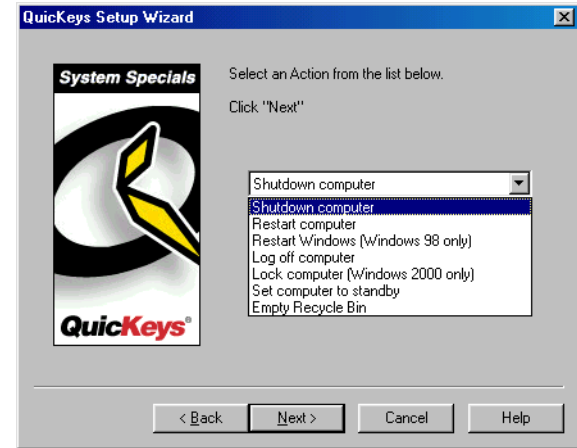 QuicKeys Setup Wizard
System Specials
Select an Action from the list below.
Click "Next"
Shutdown computer
Shutdown computer
Restart computer
Restart Windows (Windows 98 only)
Log off computer
Lock computer (Windows 2000 only)
Set computer to standby
Empty Recycle Bin
QuicKeys®
< Back Next > Cancel Help